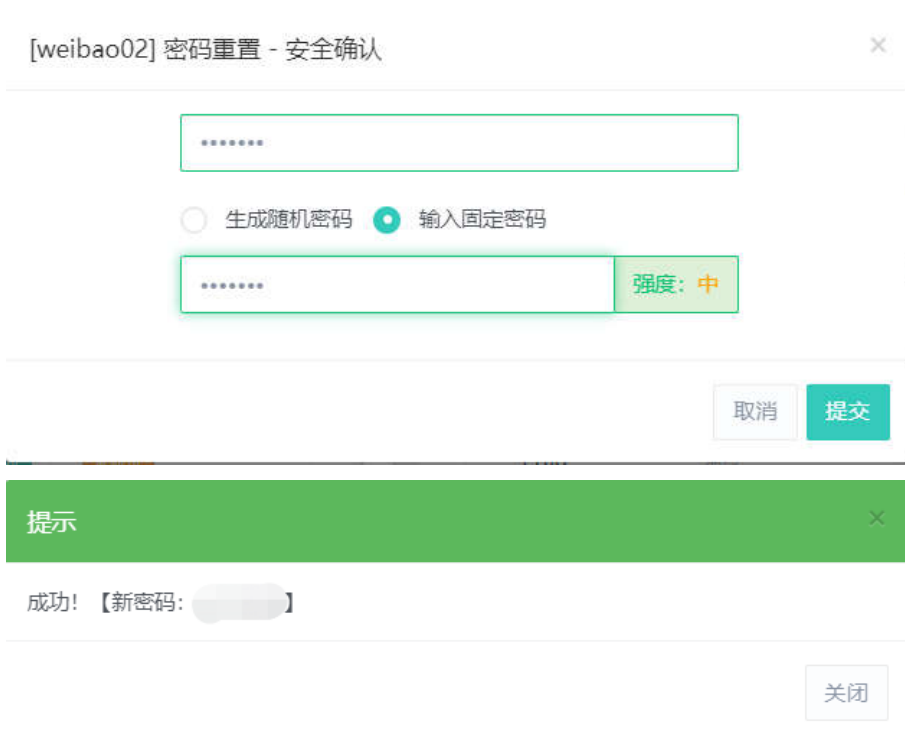 [weibao02] 密码重置 - 安全确认 ×
•••••••
生成随机密码 输入固定密码
••••••• 强度：中
取消 提交
提示 ×
成功！【新密码： 】
关闭